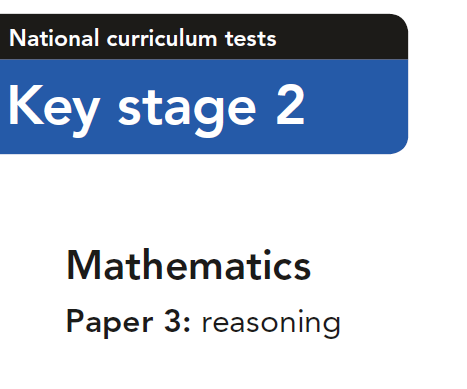 National curriculum tests
Key stage 2
Mathematics
Paper 3: reasoning